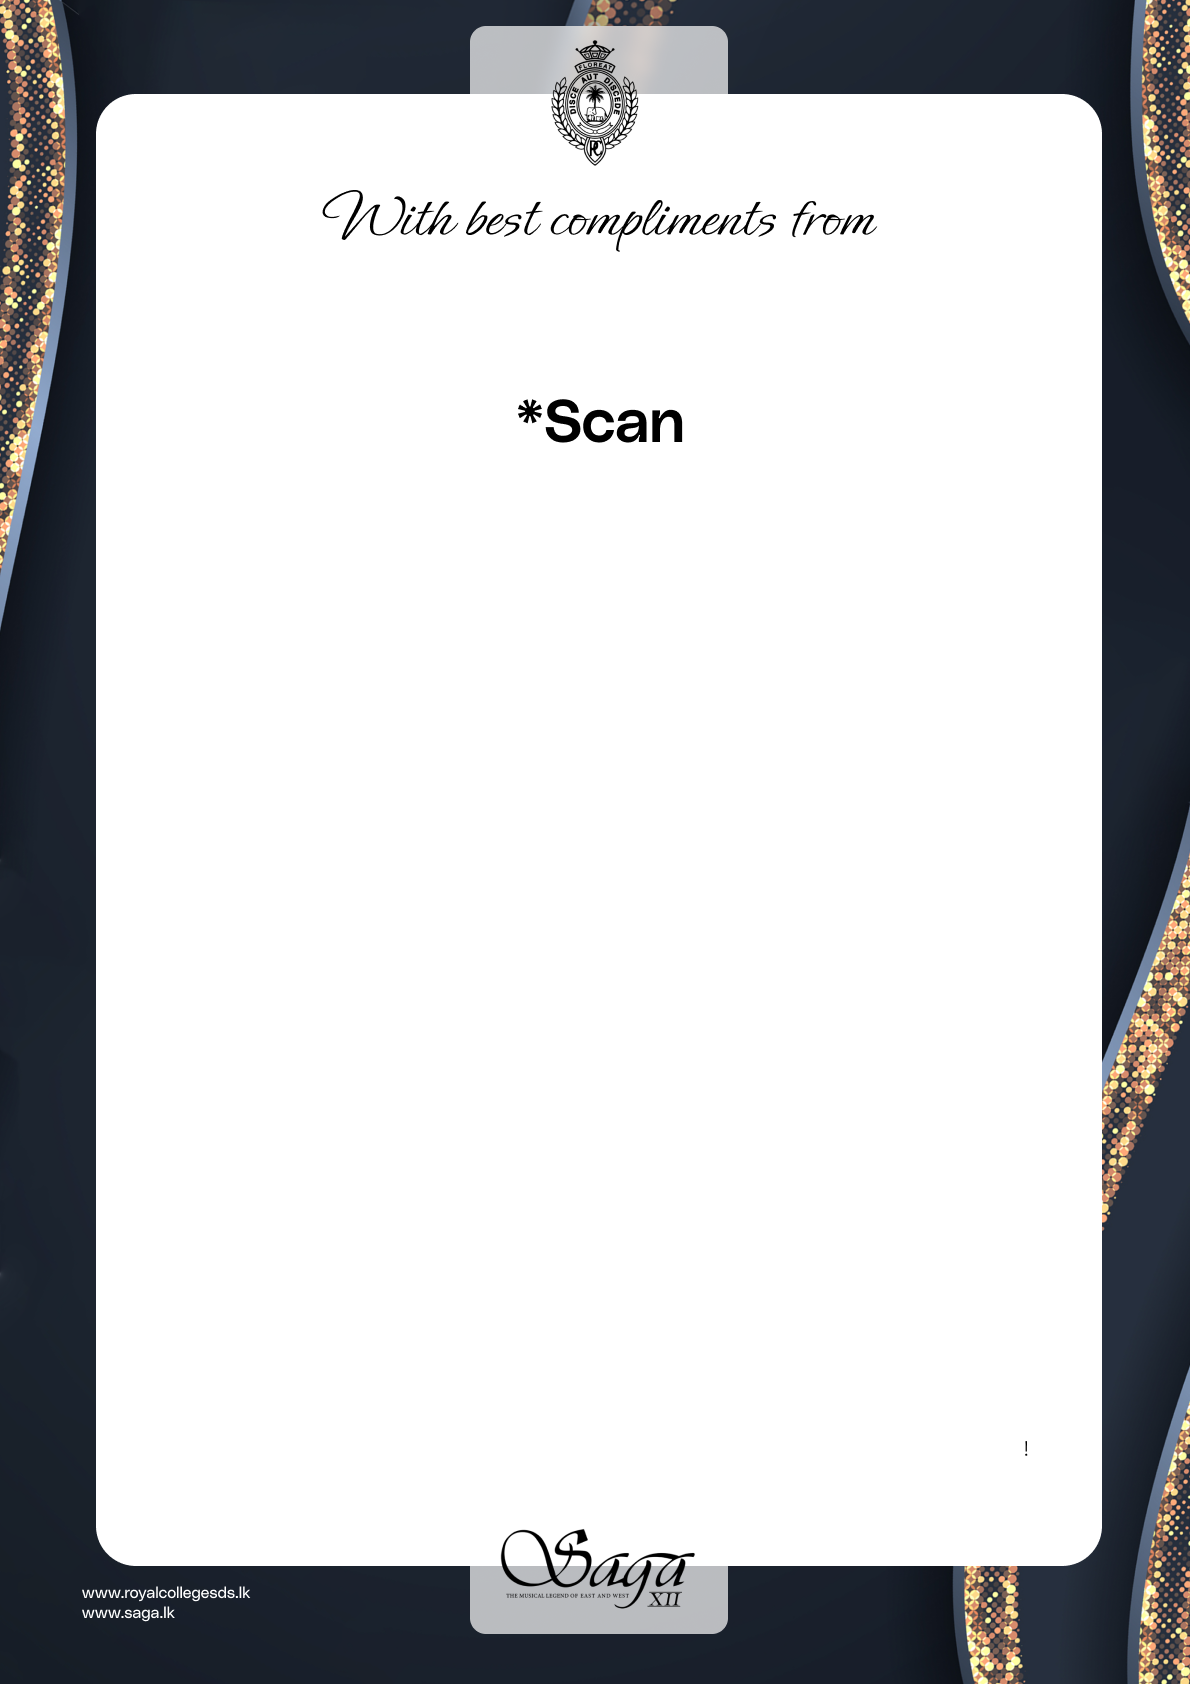 FLOREAT
DISCE AUT DISCEDE
RC
With best compliments from
*Scan
!
Saga
THE MUSICAL LEGEND OF EAST AND WEST
XII
www.royalcollegesds.lk
www.saga.lk